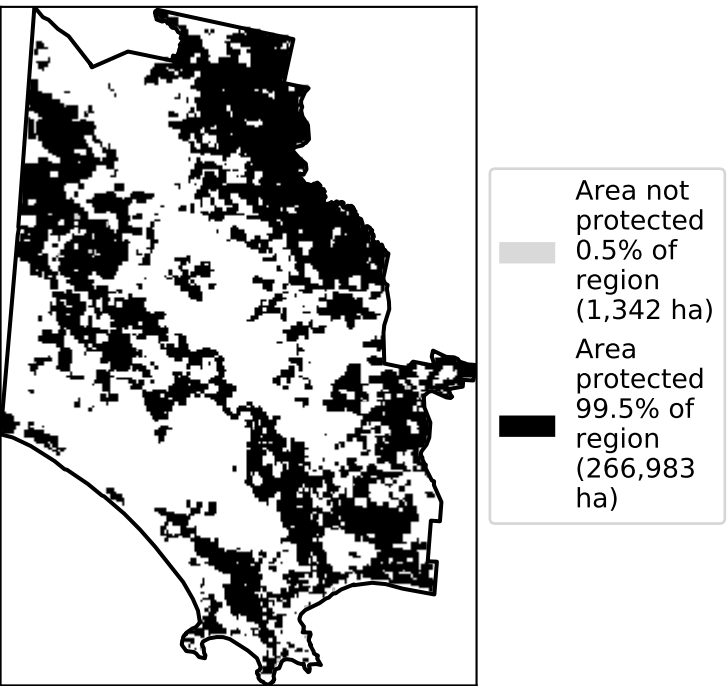 Area not
protected
0.5% of
region
(1,342 ha)
Area
protected
99.5% of
region
(266,983
ha)